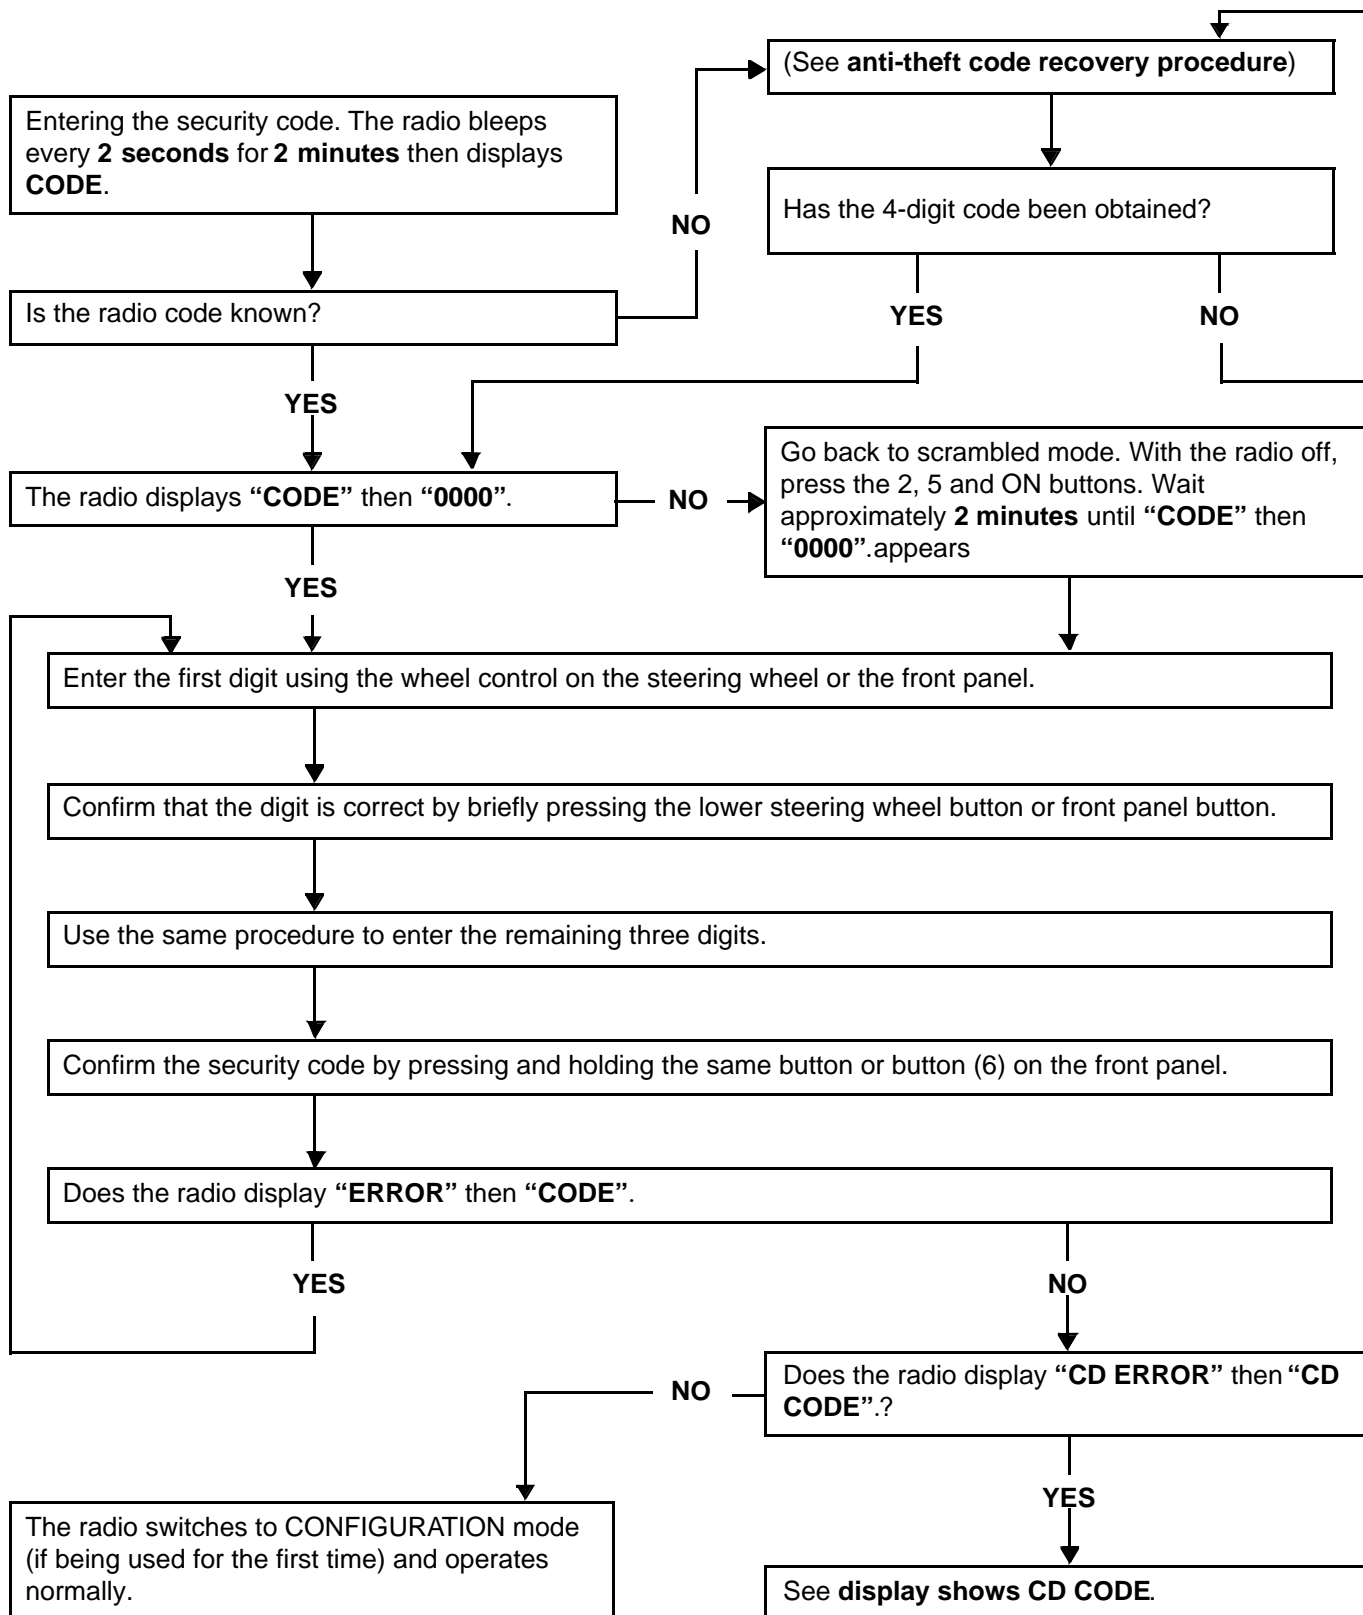 (See anti-theft code recovery procedure)
Entering the security code. The radio bleeps
every 2 seconds for 2 minutes then displays
CODE.
Has the 4-digit code been obtained?
NO
Is the radio code known?
YES
NO
YES
Go back to scrambled mode. With the radio off,
press the 2, 5 and ON buttons. Wait
approximately 2 minutes until “CODE” then
“0000”.appears
The radio displays “CODE” then “0000”.
NO
YES
Enter the first digit using the wheel control on the steering wheel or the front panel.
Confirm that the digit is correct by briefly pressing the lower steering wheel button or front panel button.
Use the same procedure to enter the remaining three digits.
Confirm the security code by pressing and holding the same button or button (6) on the front panel.
Does the radio display “ERROR” then “CODE”.
YES
NO
Does the radio display “CD ERROR” then “CD
CODE”.?
NO
YES
The radio switches to CONFIGURATION mode
(if being used for the first time) and operates
normally.
See display shows CD CODE.